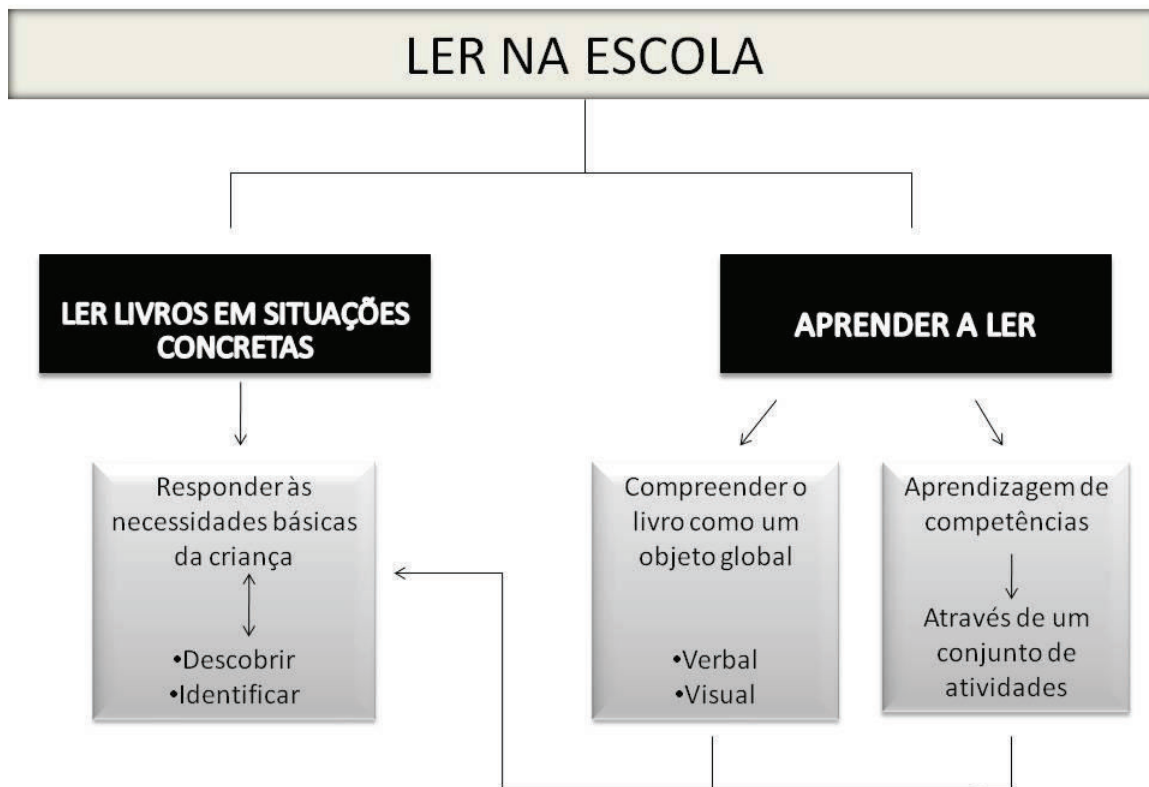 LER NA ESCOLA
LER LIVROS EM SITUAÇÕES
CONCRETAS
APRENDER A LER
Responder às
necessidades básicas
da criança
•Descobrir
•Identificar
Compreender o
livro como um
objeto global
•Verbal
•Visual
Aprendizagem de
competências
Através de um
conjunto de
atividades